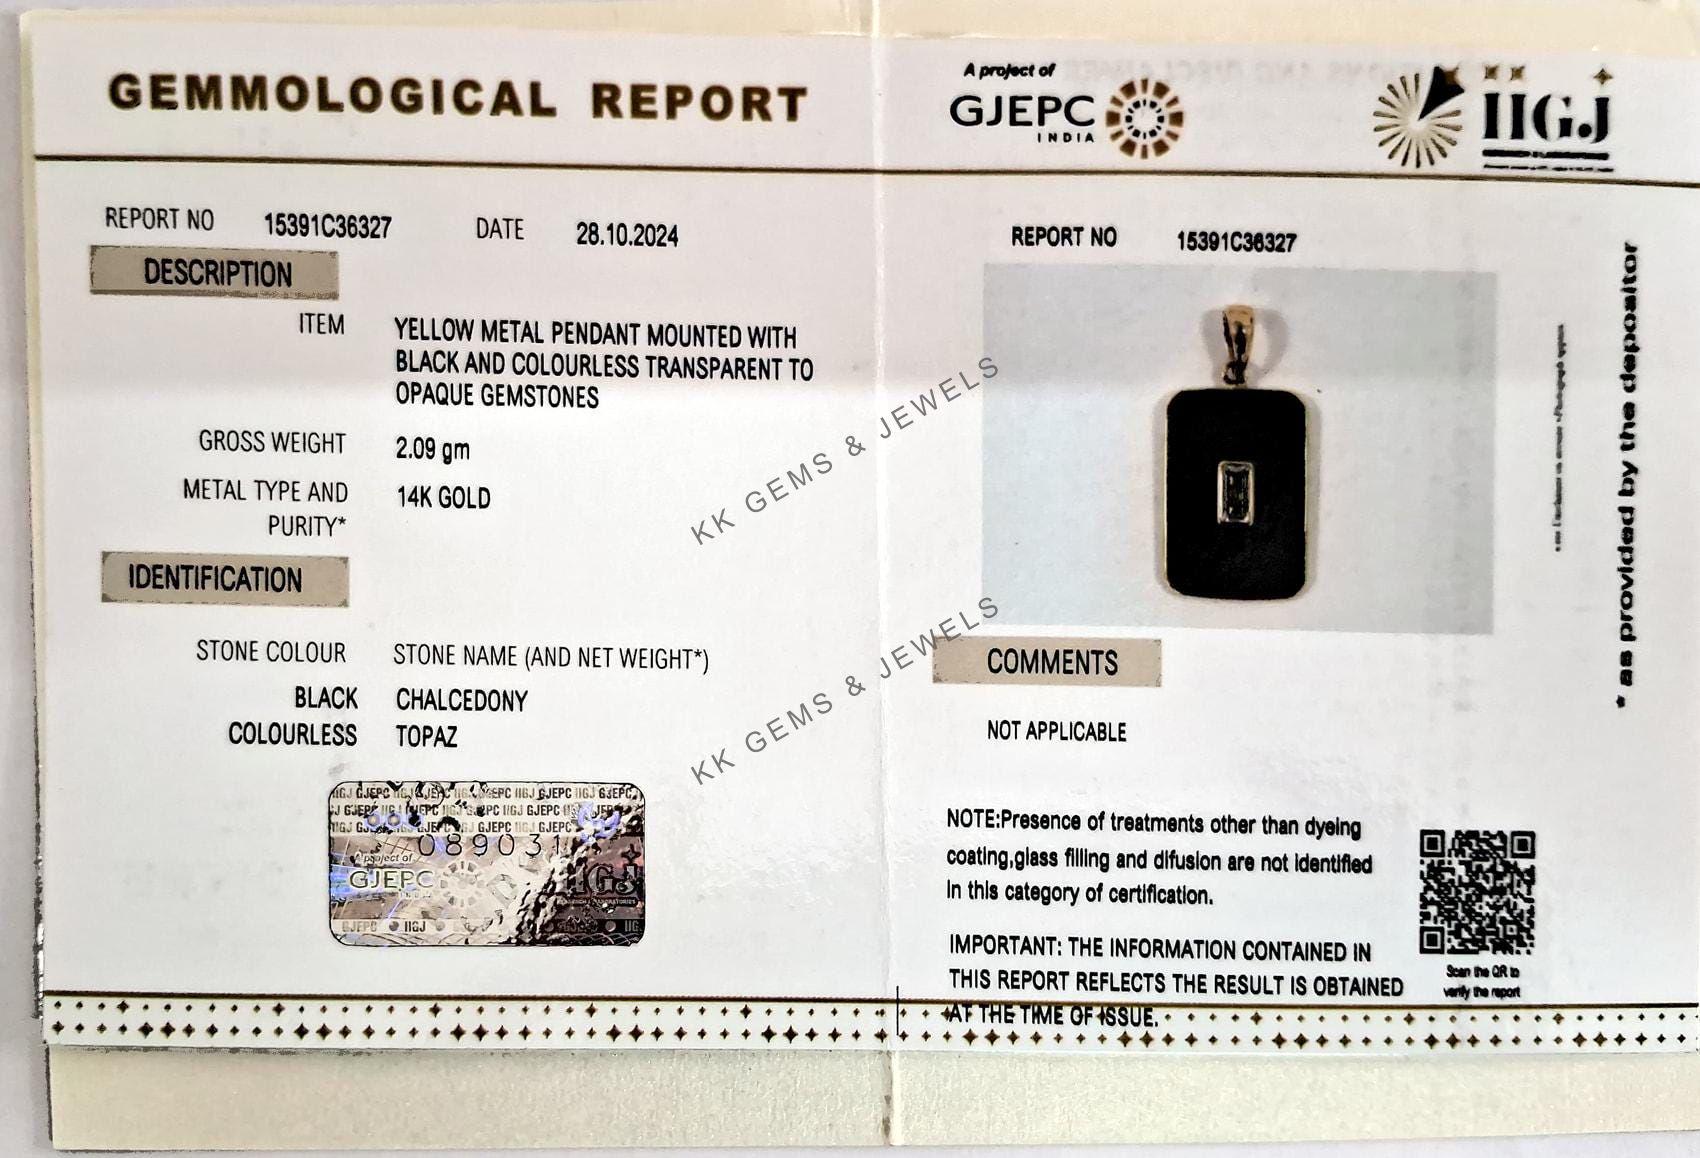 GEMMOLOGICAL REPORT
A project of
GJEPC
INDIA
IIGJ
REPORT NO 15391C36327 DATE 28.10.2024
DESCRIPTION
ITEM YELLOW METAL PENDANT MOUNTED WITH
BLACK AND COLOURLESS TRANSPARENT TO
OPAQUE GEMSTONES
GROSS WEIGHT 2.09 gm
METAL TYPE AND 14K GOLD
PURITY*
IDENTIFICATION
STONE COLOUR STONE NAME (AND NET WEIGHT*)
BLACK CHALCEDONY
COLOURLESS TOPAZ
089031
A project of
GJEPC
IIGJ
REPORT NO 15391C36327
COMMENTS
NOT APPLICABLE
NOTE:Presence of treatments other than dyeing
coating,glass filling and difusion are not identified
in this category of certification.
IMPORTANT: THE INFORMATION CONTAINED IN
THIS REPORT REFLECTS THE RESULT IS OBTAINED
AT THE TIME OF ISSUE.
Scan the QR to
verify the report
* as provided by the depositor
KK GEMS & JEWELS
KK GEMS & JEWELS